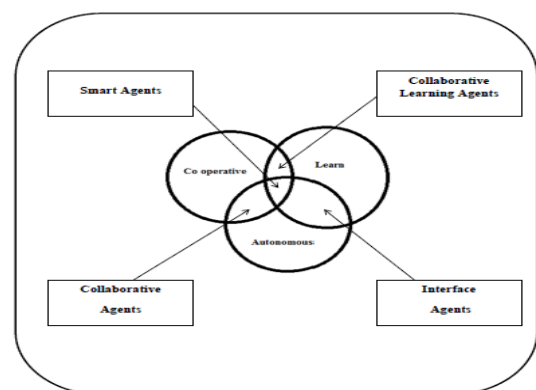 Smart Agents
Collaborative
Learning Agents
Co operative
Learn
Autonomous
Collaborative
Agents
Interface
Agents